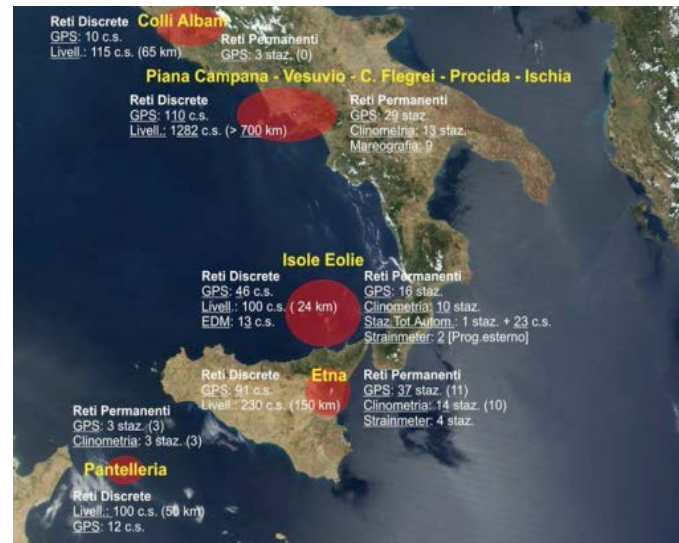 Colli Albani
Reti Discrete
GPS: 10 c.s.
Livell.: 115 c.s. (65 km)
Reti Permanenti
GPS: 3 staz. (0)
Piana Campana - Vesuvio - C. Flegrei - Procida - Ischia
Reti Discrete
GPS: 110 c.s.
Livell.: 1282 c.s. (> 700 km)
Reti Permanenti
GPS: 29 staz.
Clinometria: 13 staz.
Mareografia: 9
Isole Eolie
Reti Discrete
GPS: 46 c.s.
Livell.: 100 c.s. ( 24 km)
EDM: 13 c.s.
Reti Permanenti
GPS: 16 staz.
Clinometria: 10 staz.
Staz.Tot.Autom.: 1 staz. + 23 c.s.
Strainmeter: 2 [Prog.esterno]
Etna
Reti Discrete
GPS: 91 c.s.
Livell.: 230 c.s. (150 km)
Reti Permanenti
GPS: 37 staz. (11)
Clinometria: 14 staz. (10)
Strainmeter: 4 staz.
Reti Permanenti
GPS: 3 staz. (3)
Clinometria: 3 staz. (3)
Pantelleria
Reti Discrete
Livell.: 100 c.s. (50 km)
GPS: 12 c.s.